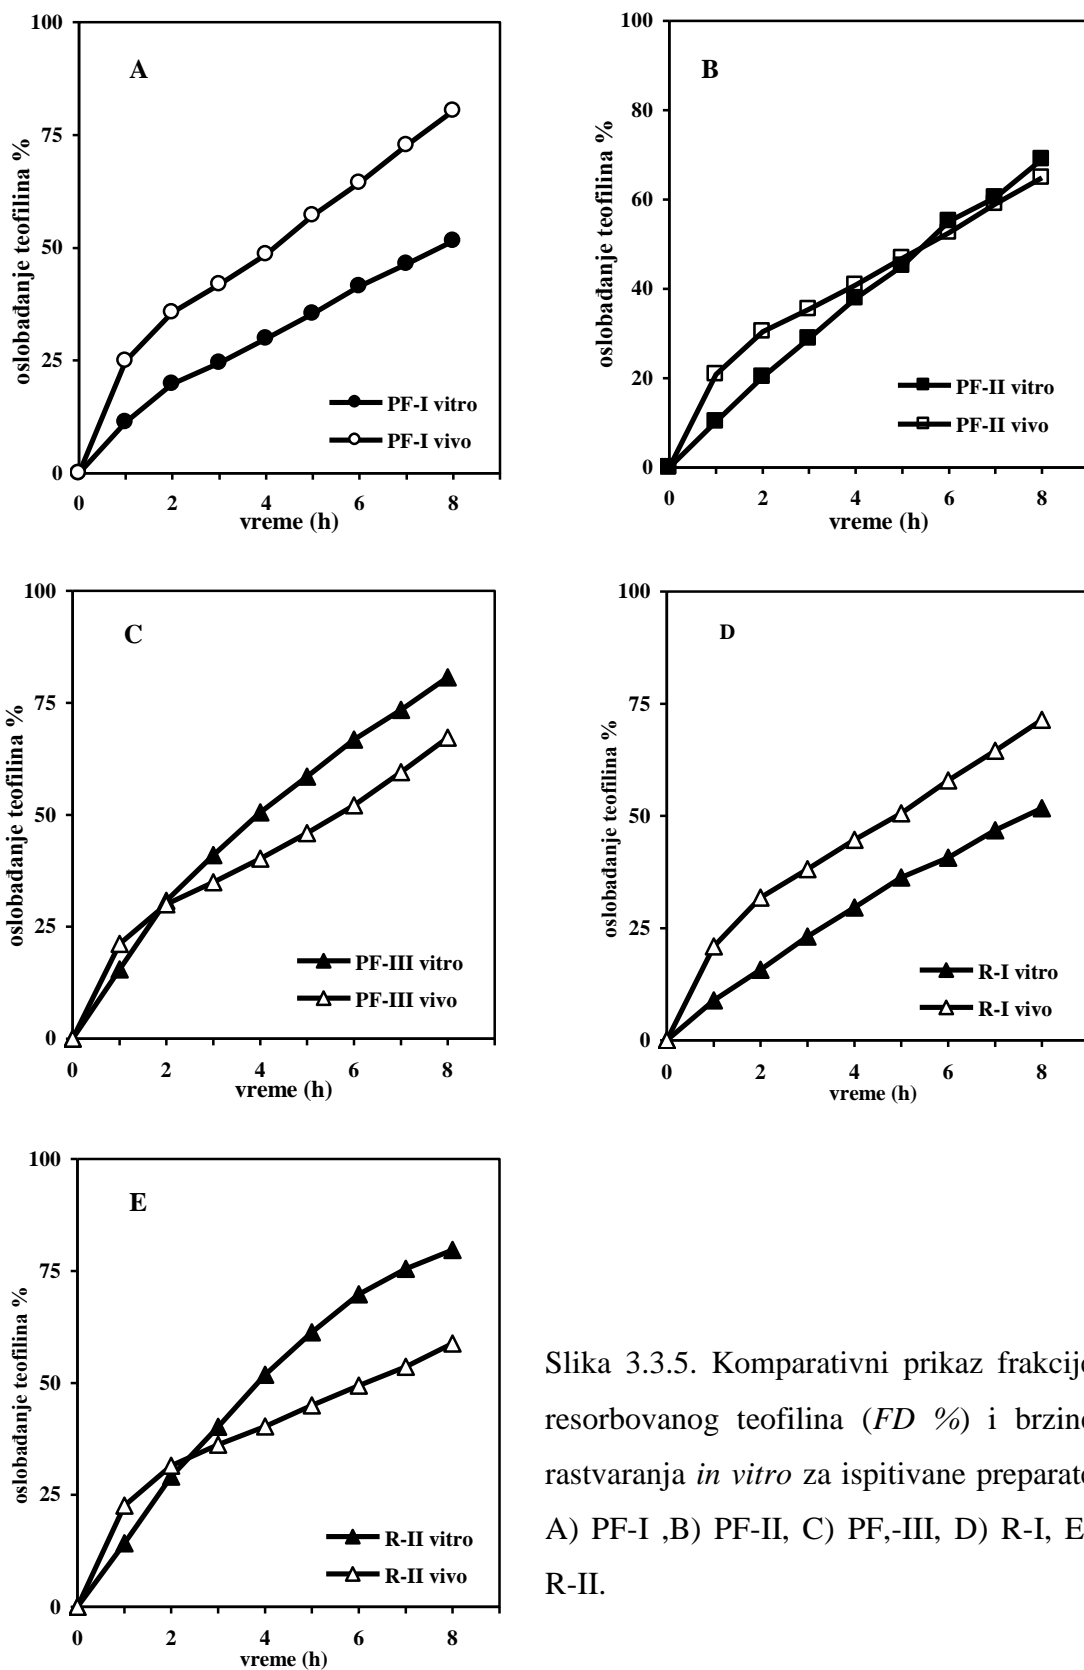 100
75
50
25
0
oslobađanje teofilina %
A
PF-I vitro
PF-I vivo
0 2 4 6 8
vreme (h)
100
80
60
40
20
0
oslobađanje teofilina %
B
PF-II vitro
PF-II vivo
0 2 4 6 8
vreme (h)
100
75
50
25
0
oslobađanje teofilina %
C
PF-III vitro
PF-III vivo
0 2 4 6 8
vreme (h)
100
75
50
25
0
oslobađanje teofilina %
D
R-I vitro
R-I vivo
0 2 4 6 8
vreme (h)
100
75
50
25
0
oslobađanje teofilina %
E
R-II vitro
R-II vivo
0 2 4 6 8
vreme (h)
Slika 3.3.5. Komparativni prikaz frakcije
resorbovanog teofilina (FD %) i brzine
rastvaranja in vitro za ispitivane preparate
A) PF-I ,B) PF-II, C) PF,-III, D) R-I, E
R-II.